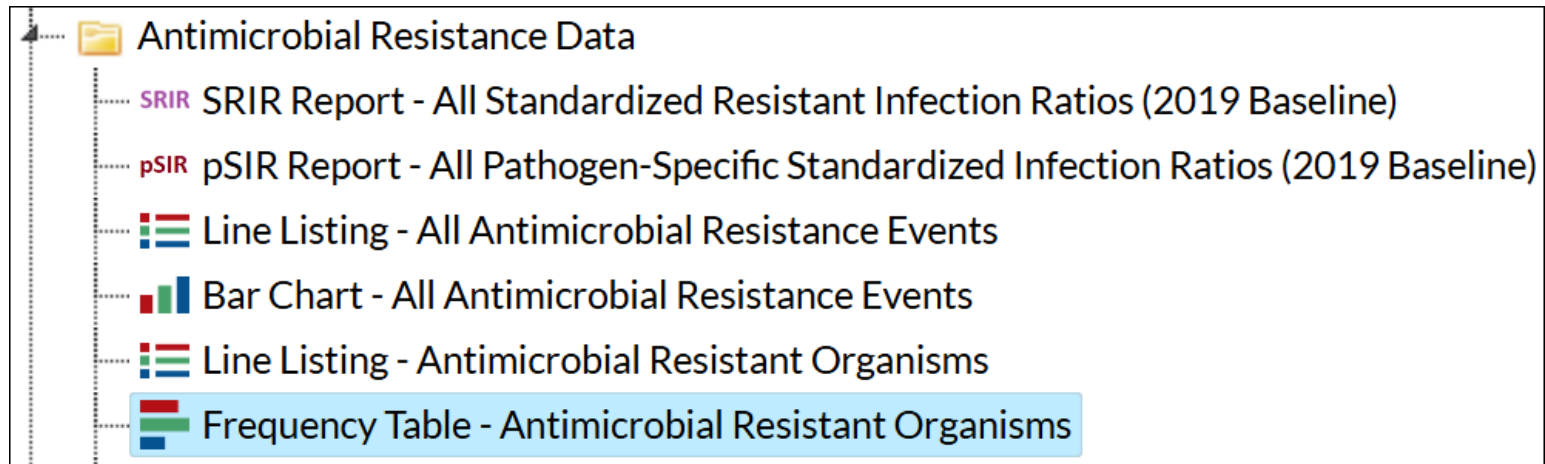 Antimicrobial Resistance Data
SRIR SRIR Report - All Standardized Resistant Infection Ratios (2019 Baseline)
pSIR pSIR Report - All Pathogen-Specific Standardized Infection Ratios (2019 Baseline)
Line Listing - All Antimicrobial Resistance Events
Bar Chart - All Antimicrobial Resistance Events
Line Listing - Antimicrobial Resistant Organisms
Frequency Table - Antimicrobial Resistant Organisms